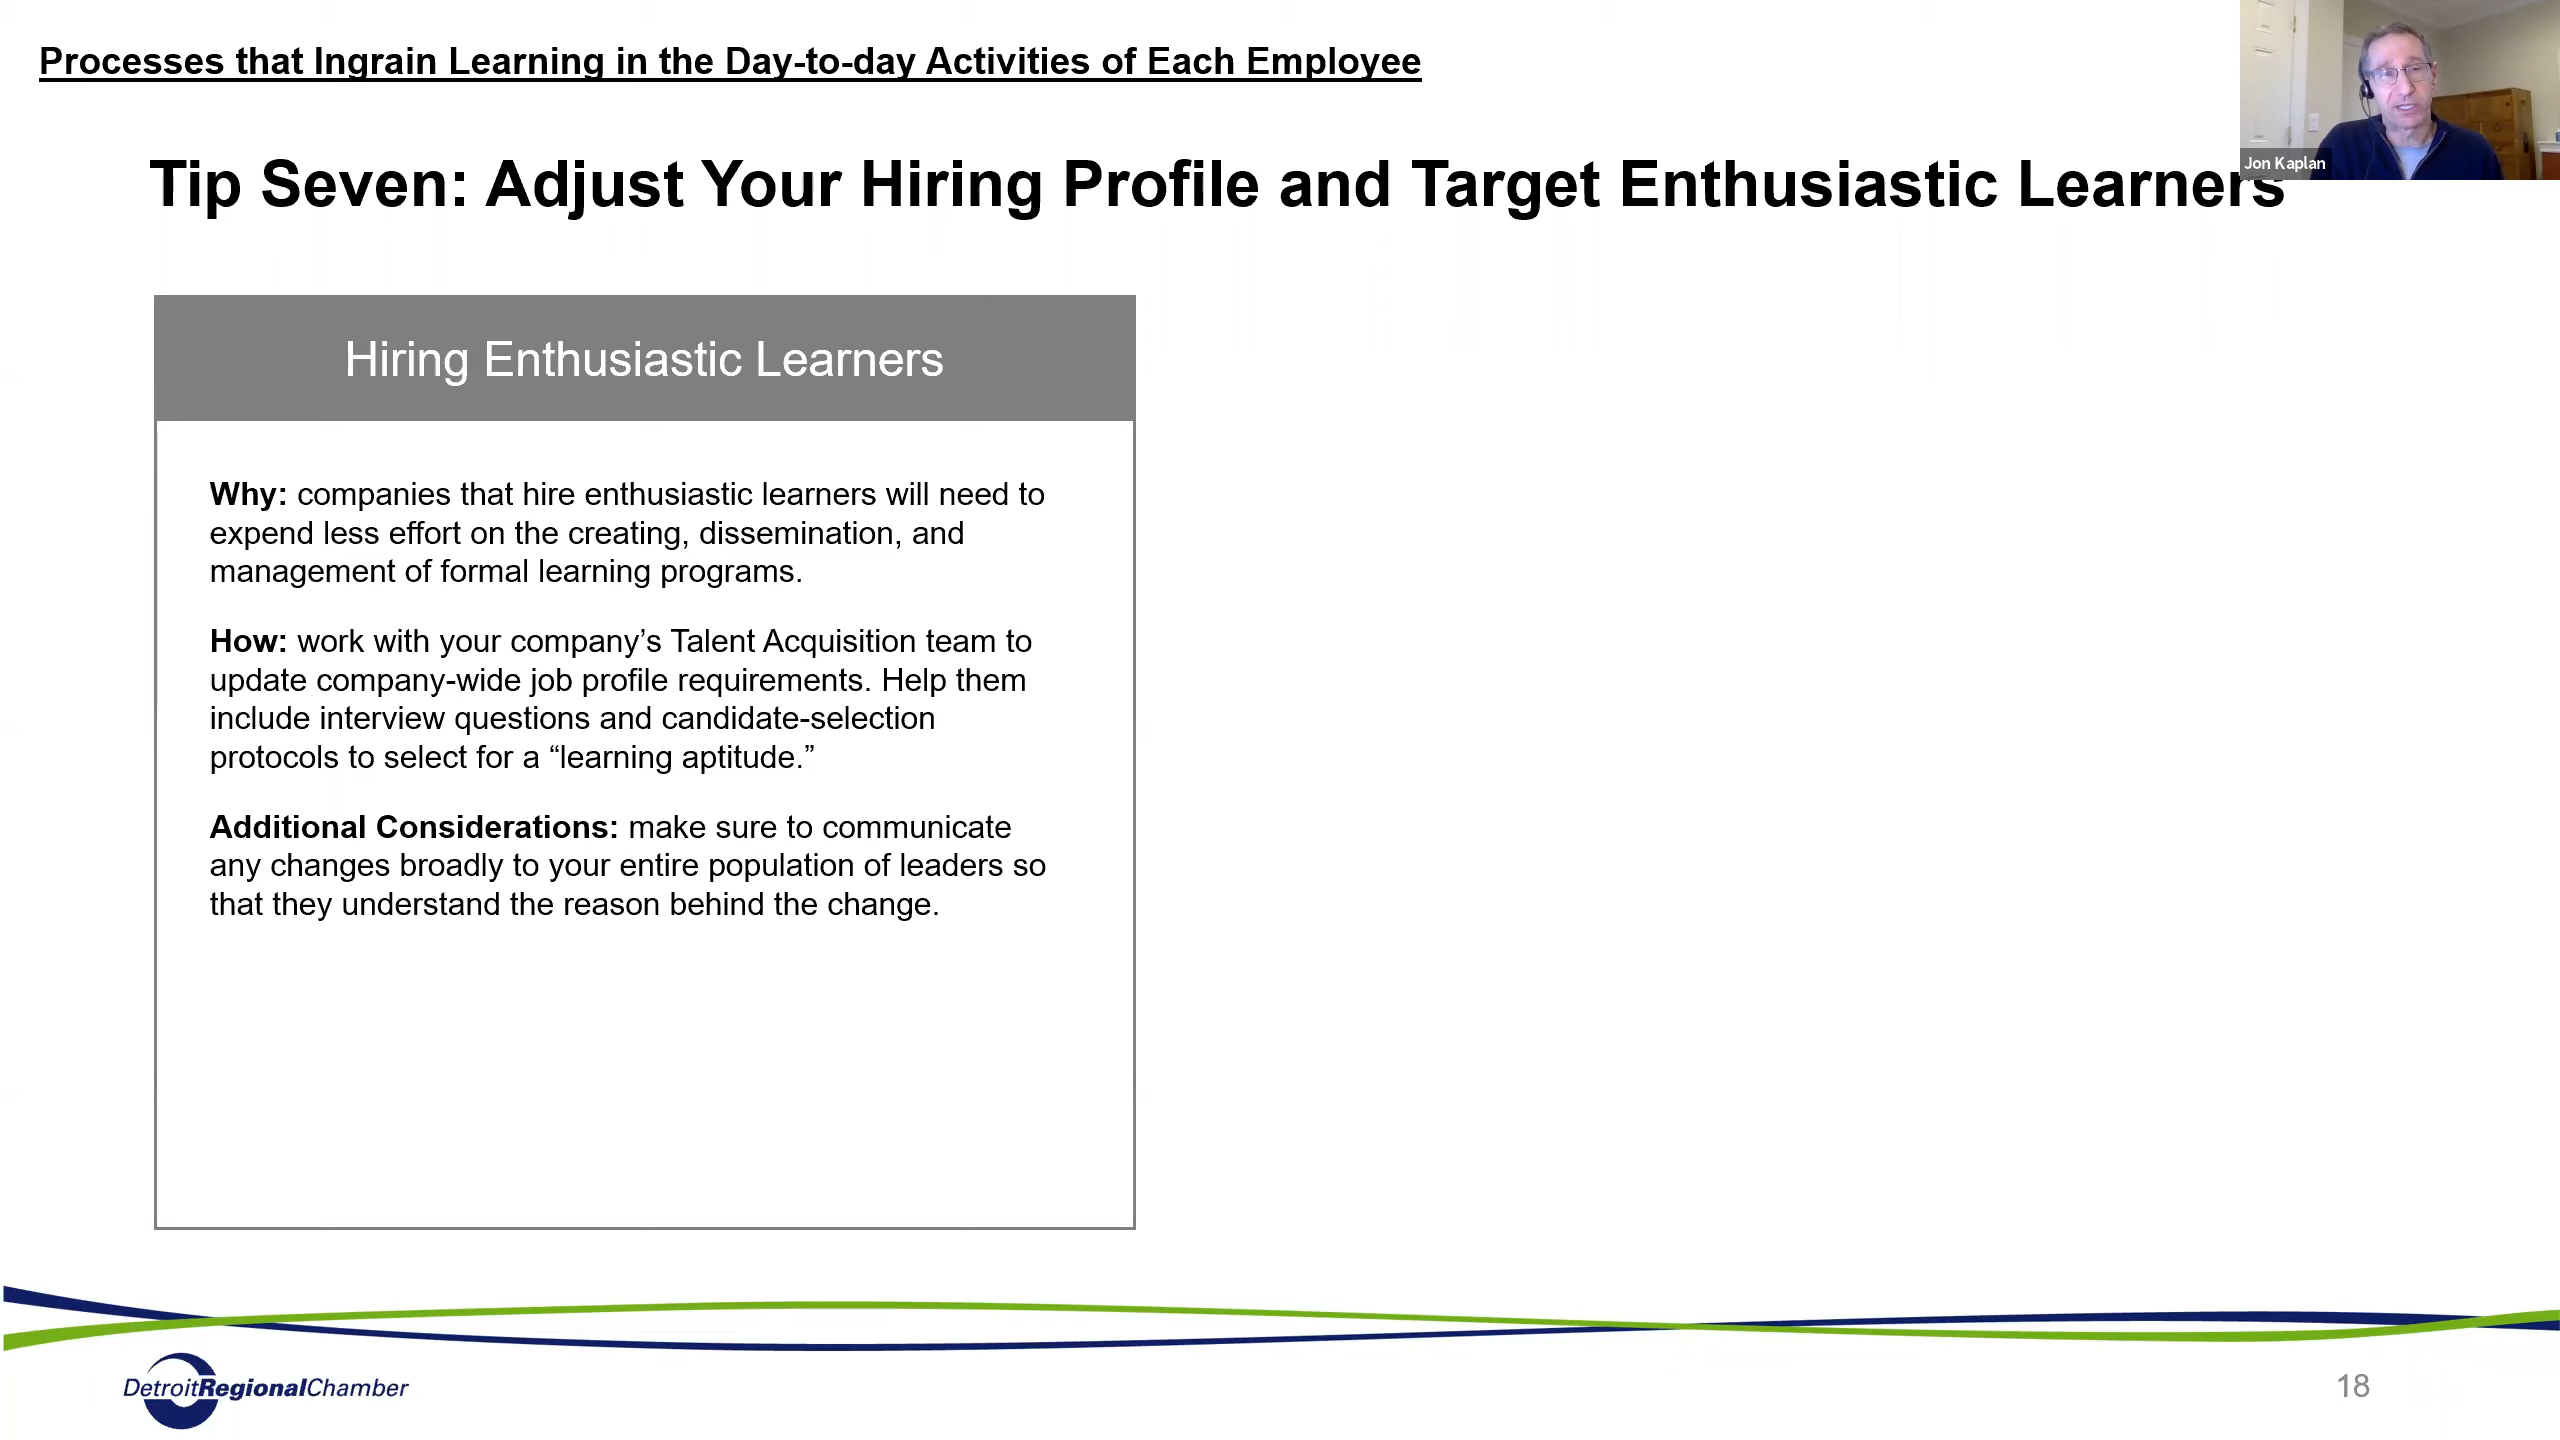 Processes that Ingrain Learning in the Day-to-day Activities of Each Employee
Jon Kaplan
Tip Seven: Adjust Your Hiring Profile and Target Enthusiastic Learners
Hiring Enthusiastic Learners
Why: companies that hire enthusiastic learners will need to
expend less effort on the creating, dissemination, and
management of formal learning programs.
How: work with your company’s Talent Acquisition team to
update company-wide job profile requirements. Help them
include interview questions and candidate-selection
protocols to select for a “learning aptitude.”
Additional Considerations: make sure to communicate
any changes broadly to your entire population of leaders so
that they understand the reason behind the change.
DetroitRegionalChamber
18